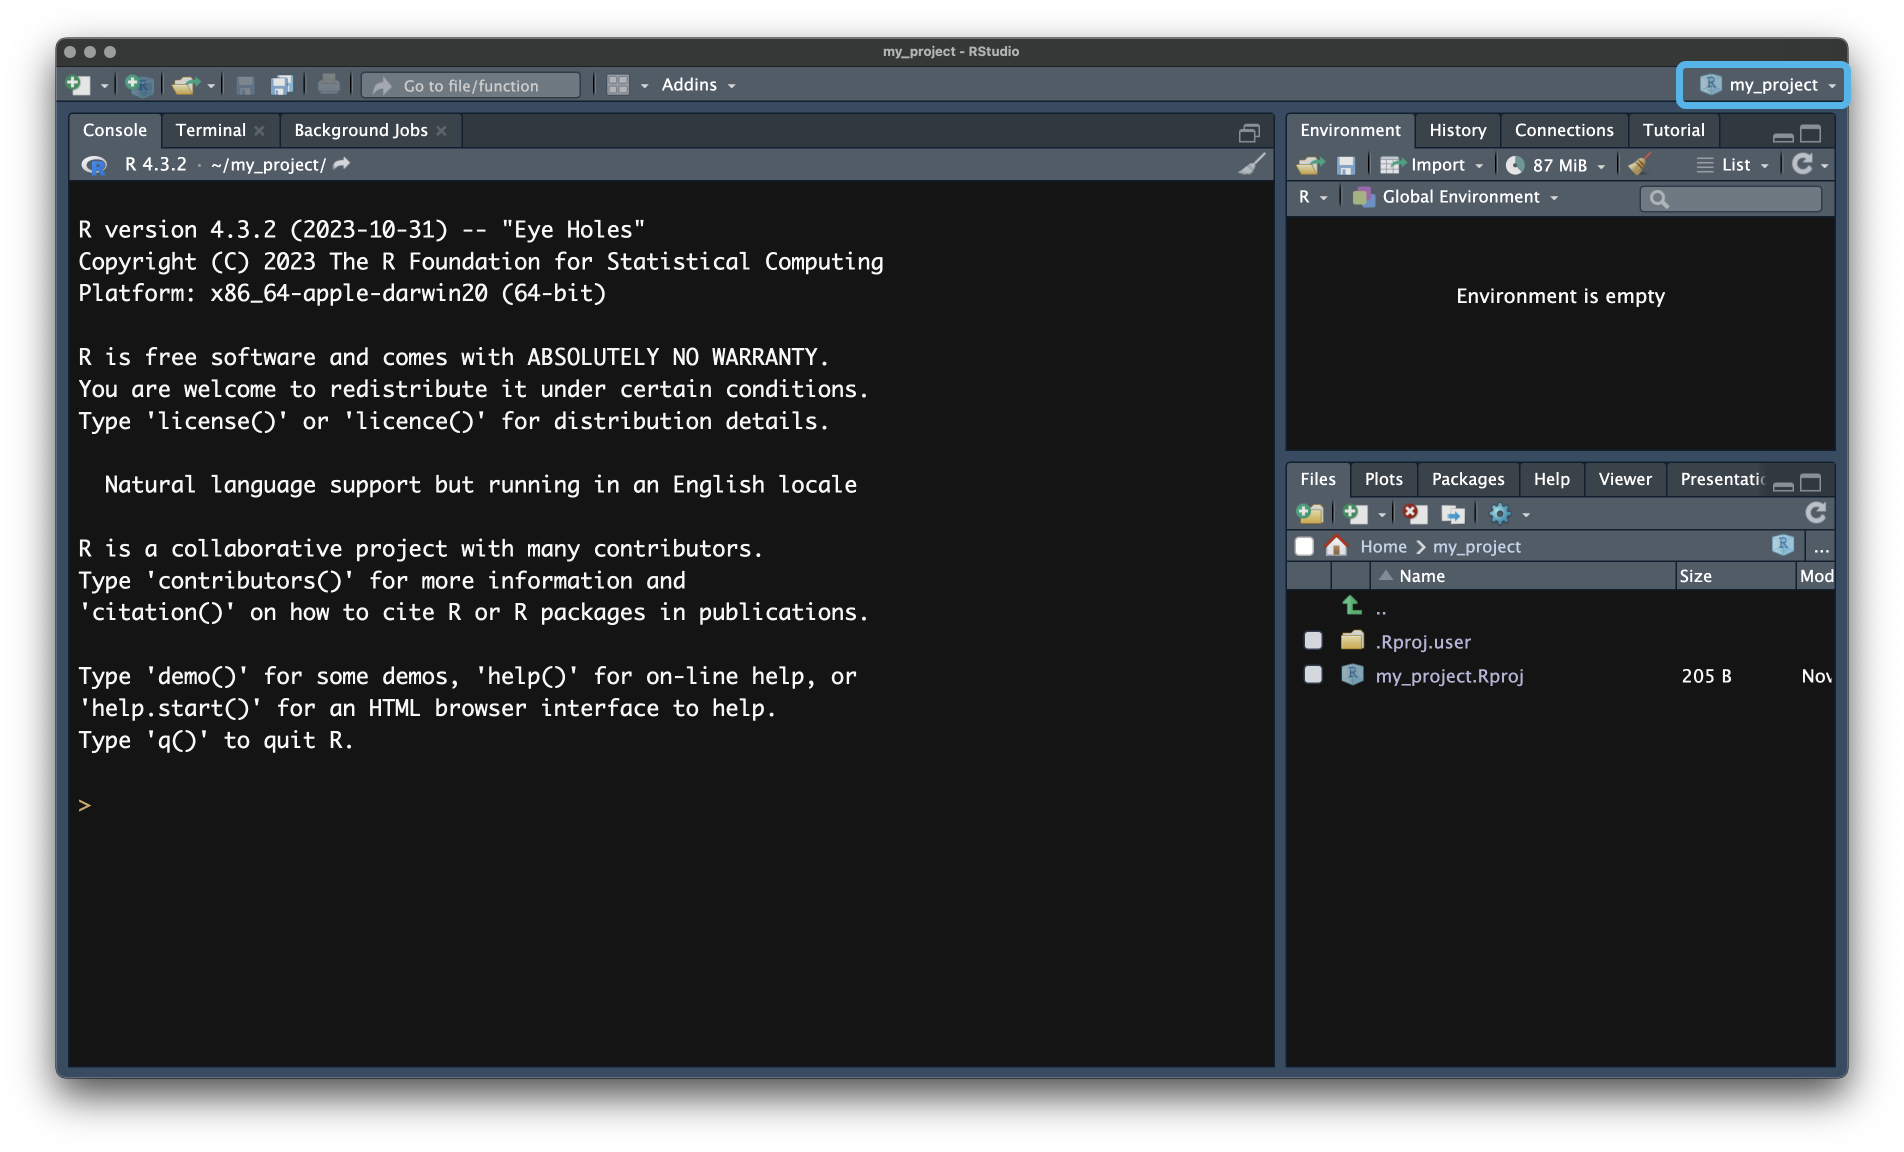 my_project - RStudio
Go to file/function
Addins
my_project
Console
Terminal
Background Jobs
R 4.3.2 · ~/my_project/
R version 4.3.2 (2023-10-31) -- "Eye Holes"
Copyright (C) 2023 The R Foundation for Statistical Computing
Platform: x86_64-apple-darwin20 (64-bit)
R is free software and comes with ABSOLUTELY NO WARRANTY.
You are welcome to redistribute it under certain conditions.
Type 'license()' or 'licence()' for distribution details.
Natural language support but running in an English locale
R is a collaborative project with many contributors.
Type 'contributors()' for more information and
'citation()' on how to cite R or R packages in publications.
Type 'demo()' for some demos, 'help()' for on-line help, or
'help.start()' for an HTML browser interface to help.
Type 'q()' to quit R.
>
Environment
History
Connections
Tutorial
Import
87 MiB
List
R
Global Environment
Environment is empty
Files
Plots
Packages
Help
Viewer
Presentatic
Home
my_project
...
Name
Size
Mod
..
.Rproj.user
my_project.Rproj
205 B
Nov